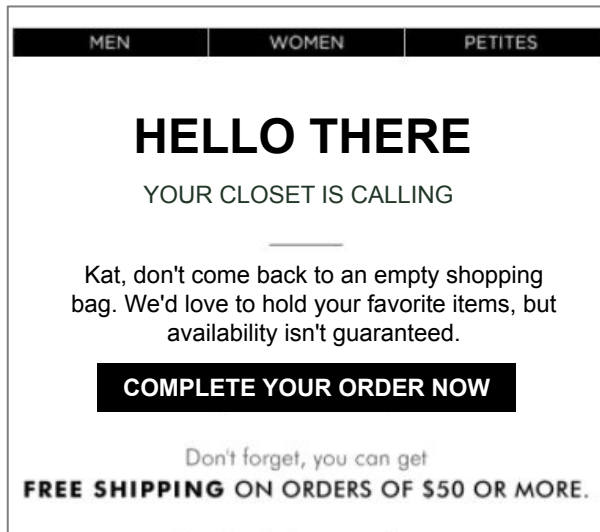 MEN WOMEN PETITES
HELLO THERE
YOUR CLOSET IS CALLING
Kat, don't come back to an empty shopping
bag. We'd love to hold your favorite items, but
availability isn't guaranteed.
COMPLETE YOUR ORDER NOW
Don't forget, you can get
FREE SHIPPING ON ORDERS OF $50 OR MORE.